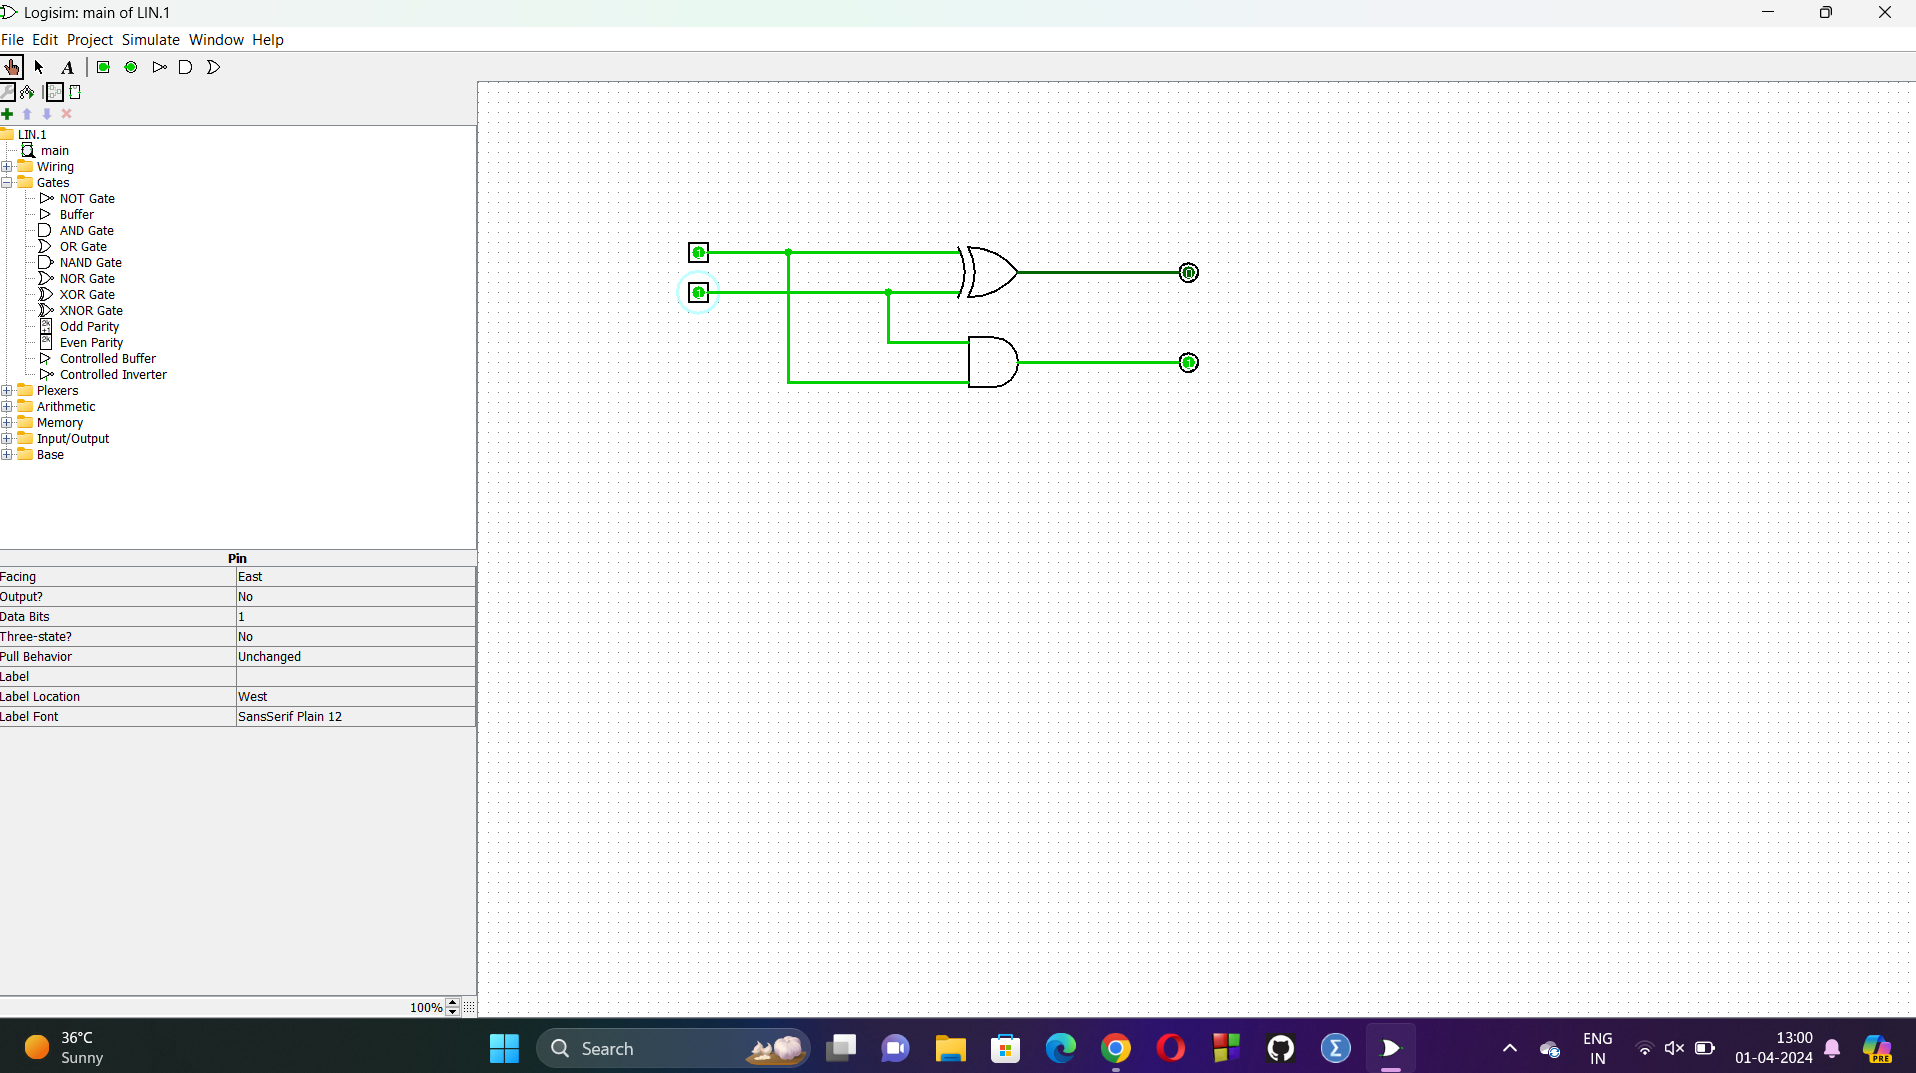 Logisim: main of LIN.1
File Edit Project Simulate Window Help
A
LIN.1
main
Wiring
Gates
NOT Gate
Buffer
AND Gate
OR Gate
NAND Gate
NOR Gate
XOR Gate
XNOR Gate
Odd Parity
Even Parity
Controlled Buffer
Controlled Inverter
Plexers
Arithmetic
Memory
Input/Output
Base
1
1
0
1
Pin
Facing East
Output? No
Data Bits 1
Three-state? No
Pull Behavior Unchanged
Label
Label Location West
Label Font SansSerif Plain 12
100%
36°C
Sunny
Search
ENG
IN
13:00
01-04-2024
PRE